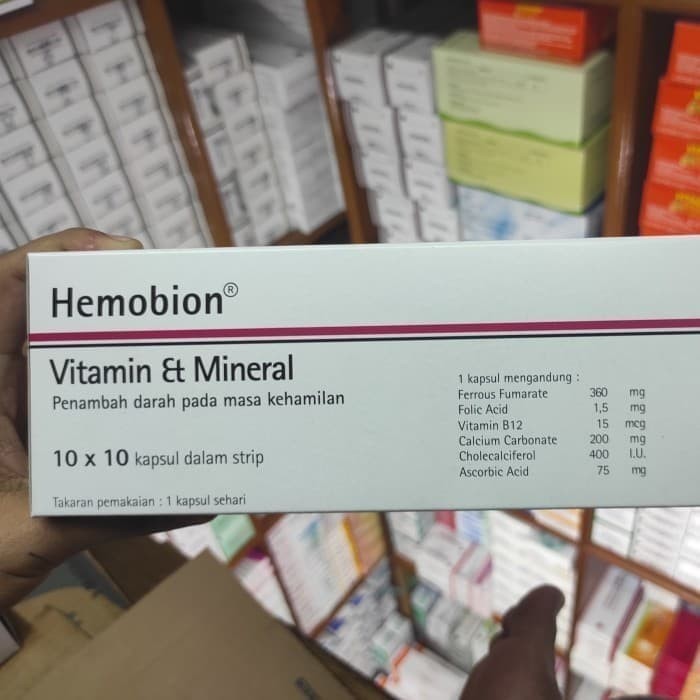 Hemobion®
Vitamin & Mineral
Penambah darah pada masa kehamilan
10 x 10 kapsul dalam strip
Takaran pemakaian : 1 kapsul sehari
1 kapsul mengandung :
Ferrous Fumarate 360 mg
Folic Acid 1,5 mg
Vitamin B12 15 mcg
Calcium Carbonate 200 mg
Cholecalciferol 400 I.U.
Ascorbic Acid 75 mg